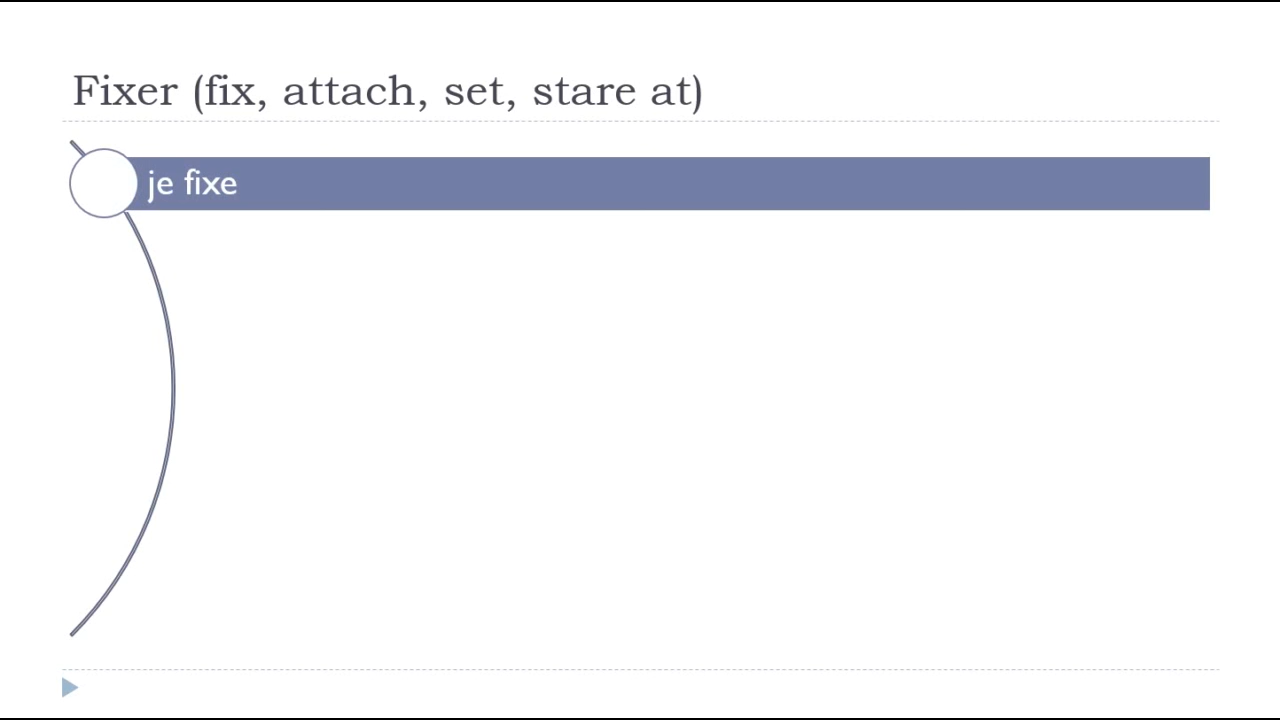 Fixer (fix, attach, set, stare at)
je fixe